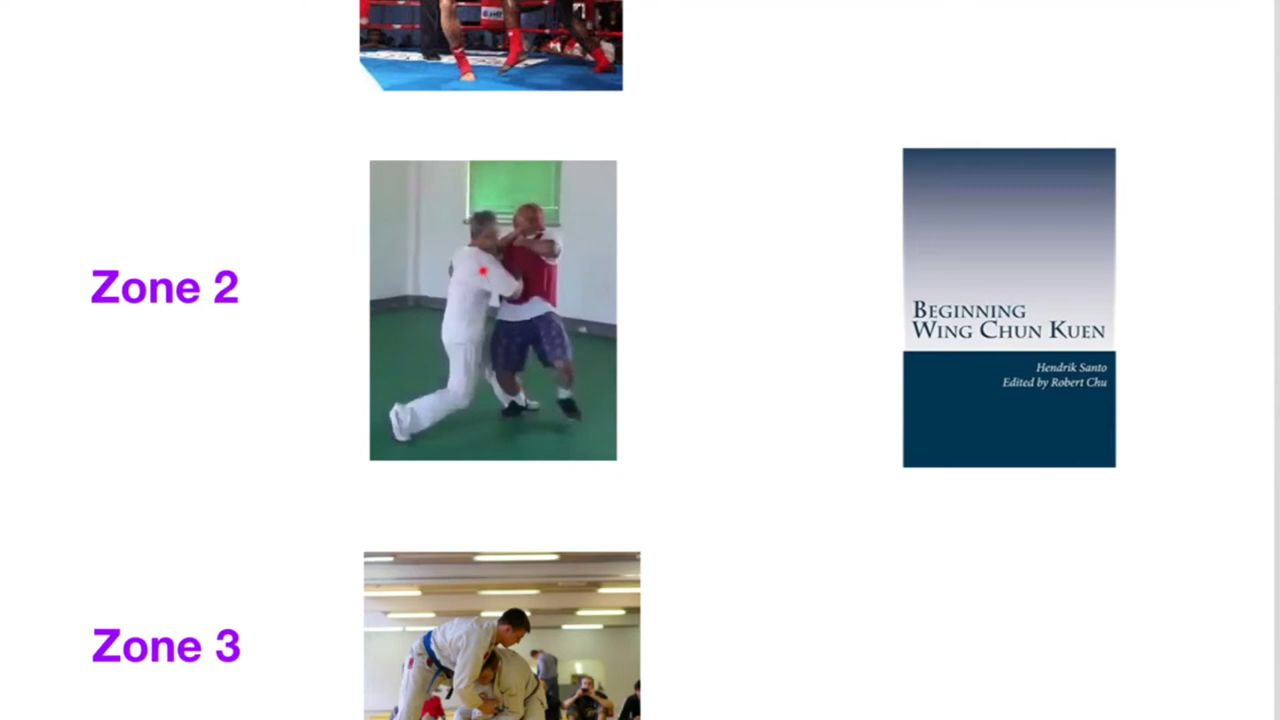 Zone 2
BEGINNING
WING CHUN KUEN
Hendrik Santo
Edited by Robert Chu
Zone 3